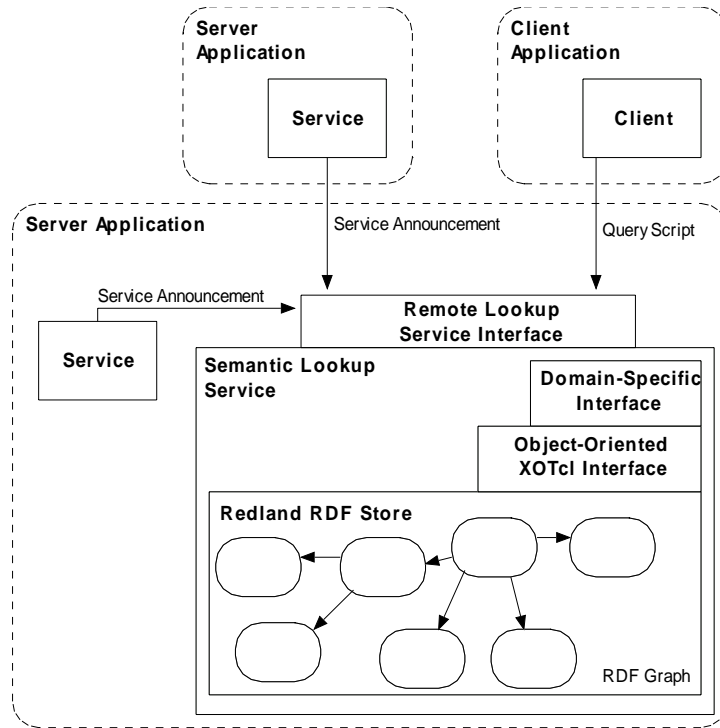 Server
Application
Service
Client
Application
Client
Server Application
Service Announcement
Query Script
Service Announcement
Service
Remote Lookup
Service Interface
Semantic Lookup
Service
Domain-Specific
Interface
Object-Oriented
XOTcl Interface
Redland RDF Store
RDF Graph